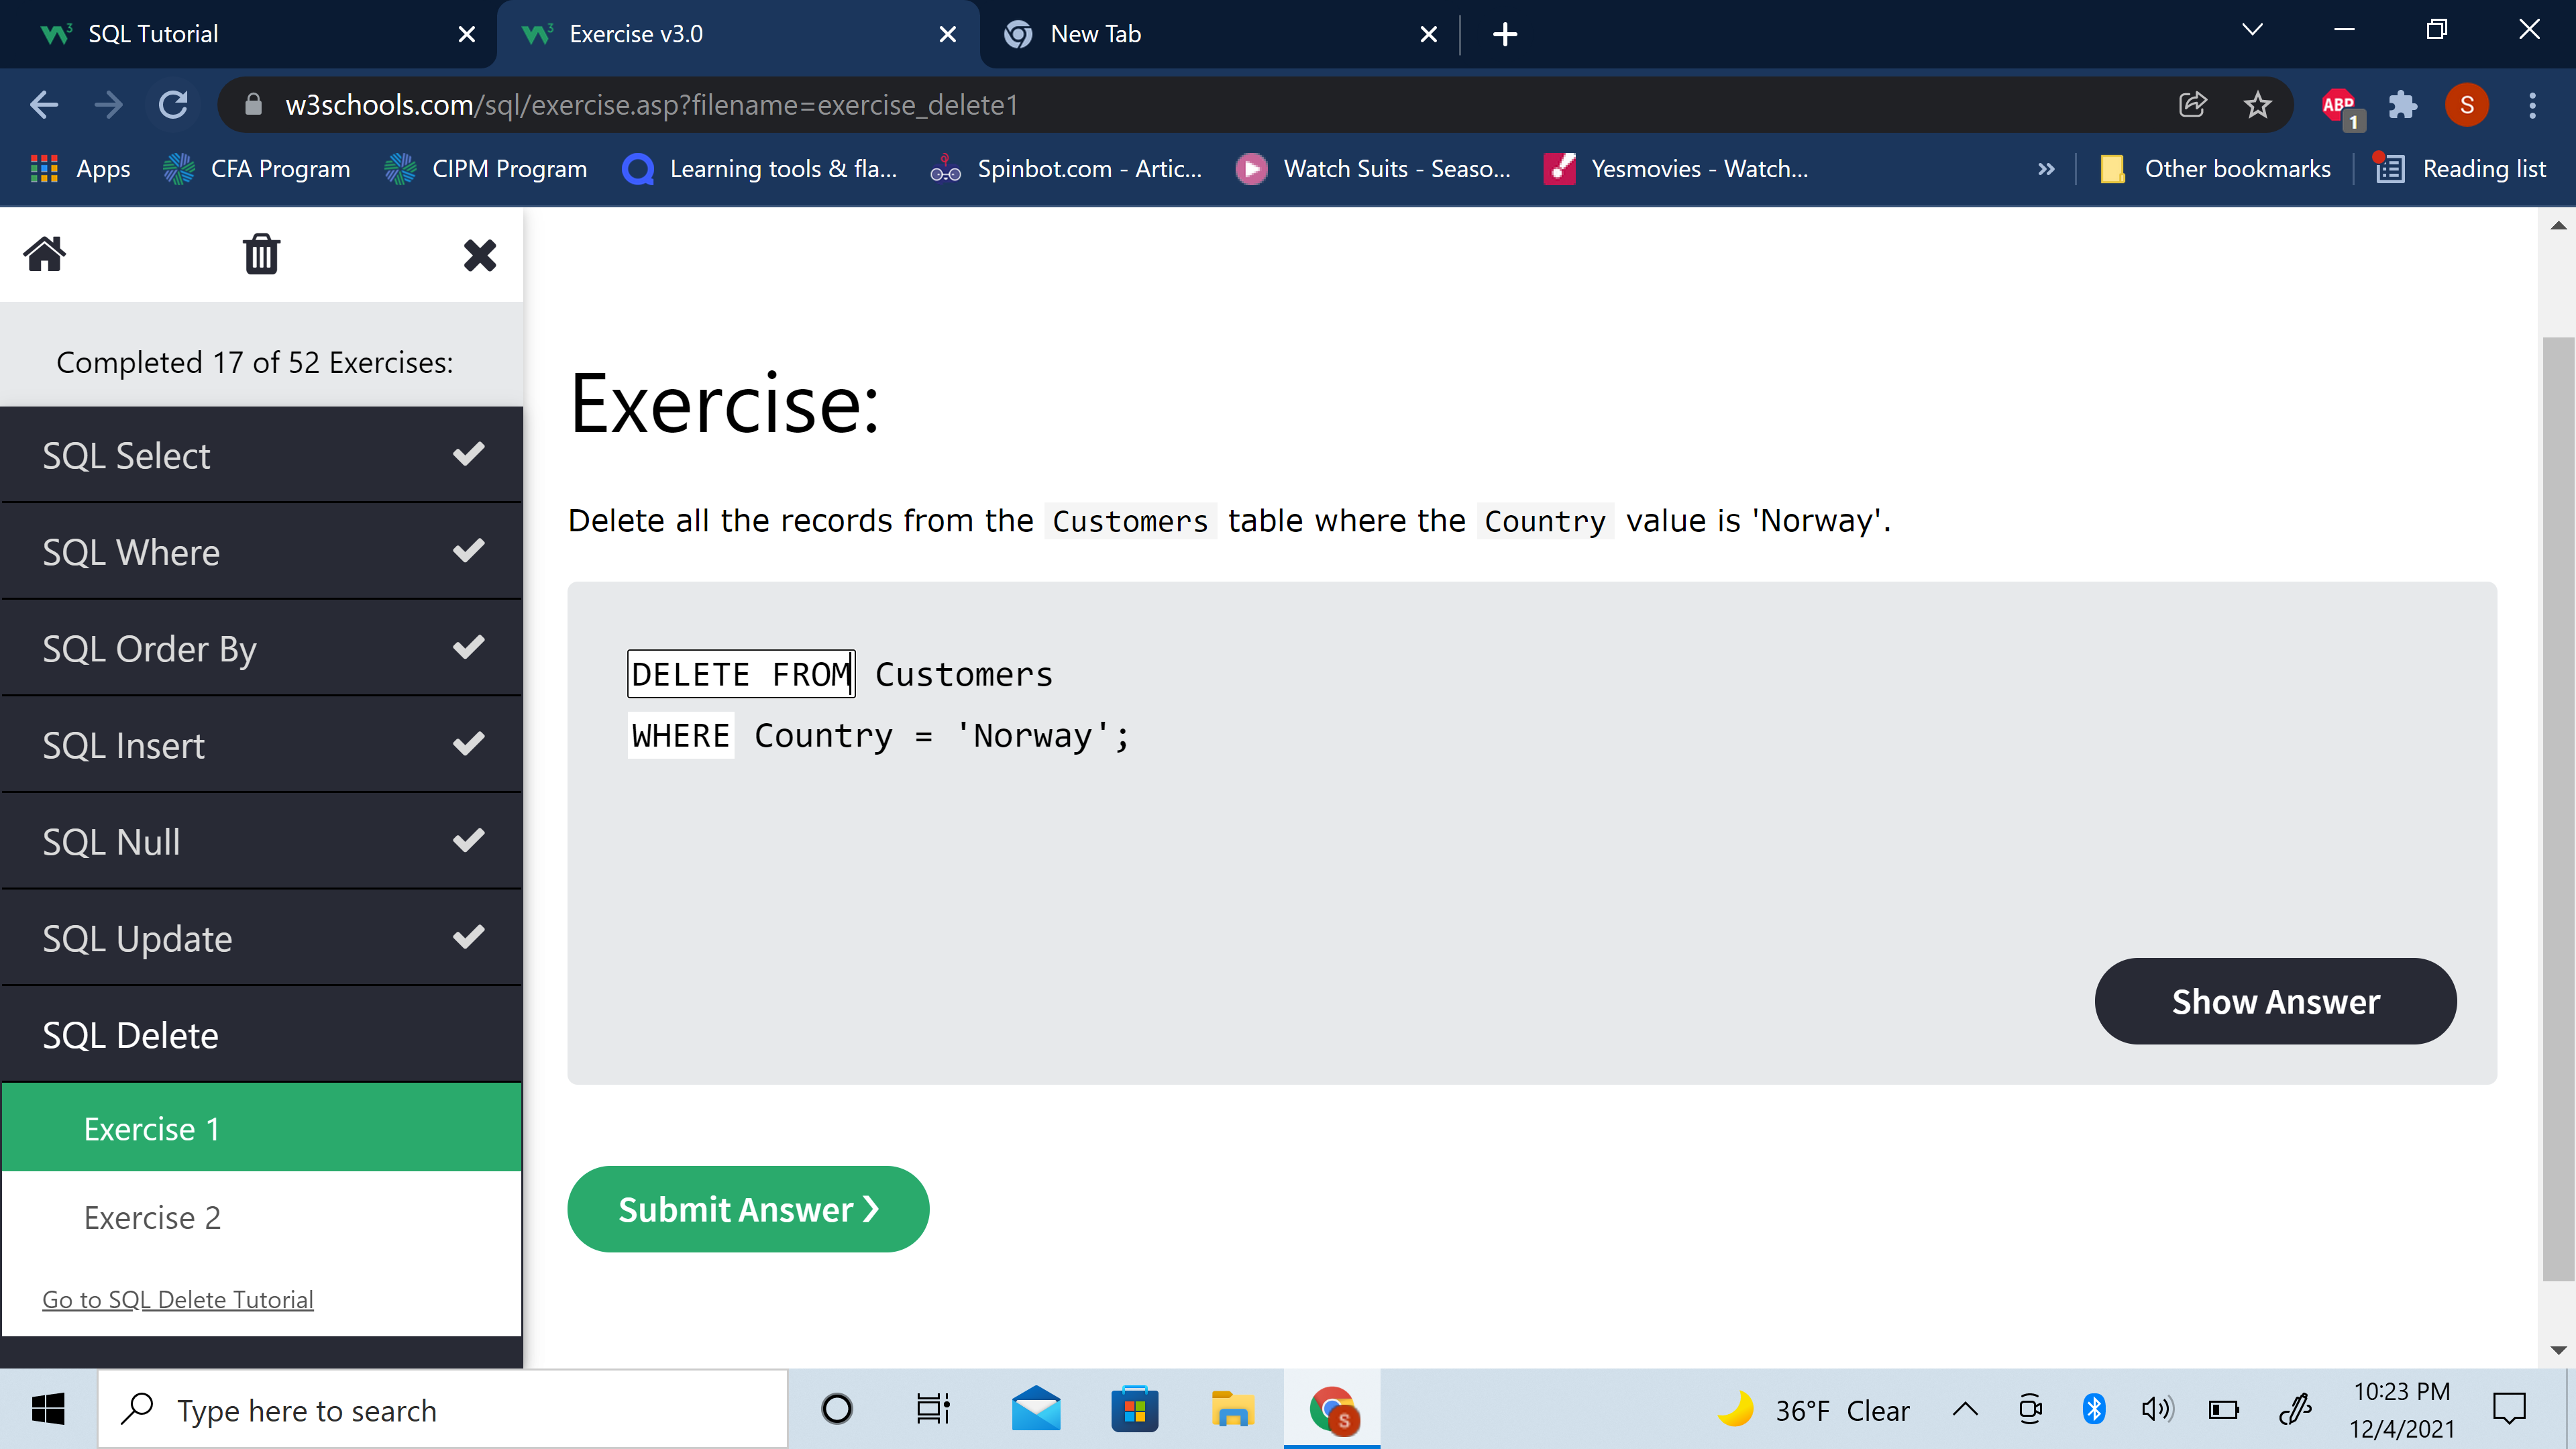 SQL Tutorial
Exercise v3.0
New Tab
w3schools.com/sql/exercise.asp?filename=exercise_delete1
ABP
1
S
Apps
CFA Program
CIPM Program
Learning tools & fla...
Spinbot.com - Artic...
Watch Suits - Seaso...
Yesmovies - Watch...
»
Other bookmarks
Reading list
Completed 17 of 52 Exercises:
SQL Select
SQL Where
SQL Order By
SQL Insert
SQL Null
SQL Update
SQL Delete
Exercise 1
Exercise 2
Go to SQL Delete Tutorial
Exercise:
Delete all the records from the Customers table where the Country value is 'Norway'.
DELETE FROM Customers
WHERE Country = 'Norway';
Show Answer
Submit Answer ❯
Type here to search
S
36°F Clear
10:23 PM
12/4/2021